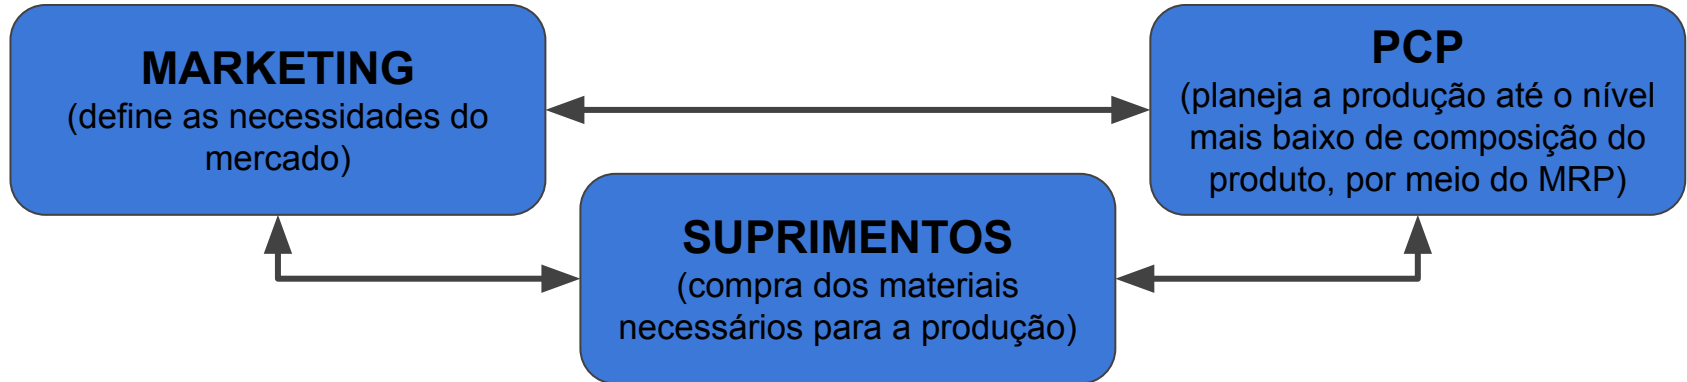 MARKETING
(define as necessidades do
mercado)
PCP
(planeja a produção até o nível
mais baixo de composição do
produto, por meio do MRP)
SUPRIMENTOS
(compra dos materiais
necessários para a produção)